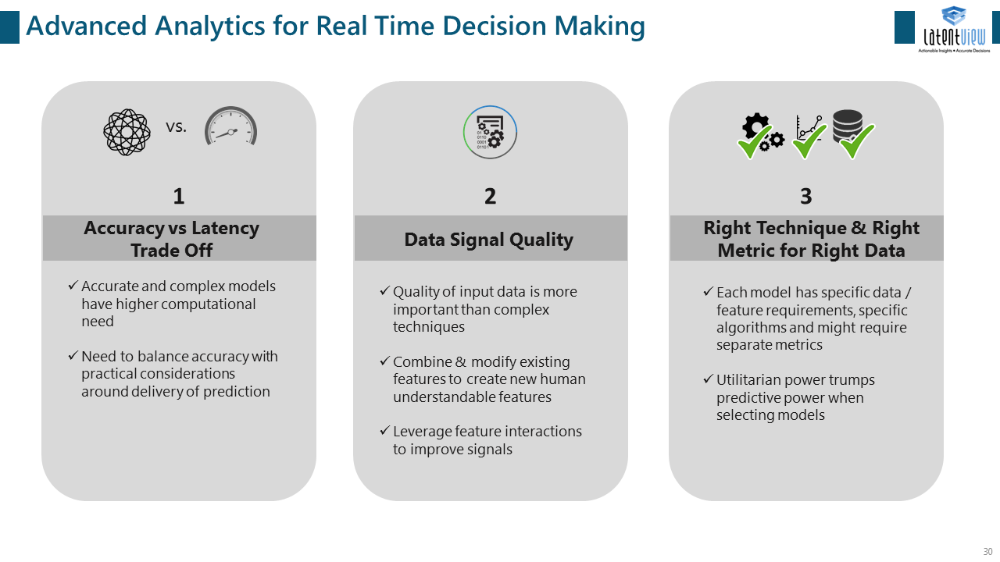 Advanced Analytics for Real Time Decision Making
LatentView
Actionable Insights • Accurate Decisions
vs.
1
Accuracy vs Latency
Trade Off
✓ Accurate and complex models
have higher computational
need
✓ Need to balance accuracy with
practical considerations
around delivery of prediction
01
0110
0001
0110
2
Data Signal Quality
✓ Quality of input data is more
important than complex
techniques
✓ Combine & modify existing
features to create new human
understandable features
✓ Leverage feature interactions
to improve signals
3
Right Technique & Right
Metric for Right Data
✓ Each model has specific data /
feature requirements, specific
algorithms and might require
separate metrics
✓ Utilitarian power trumps
predictive power when
selecting models
30